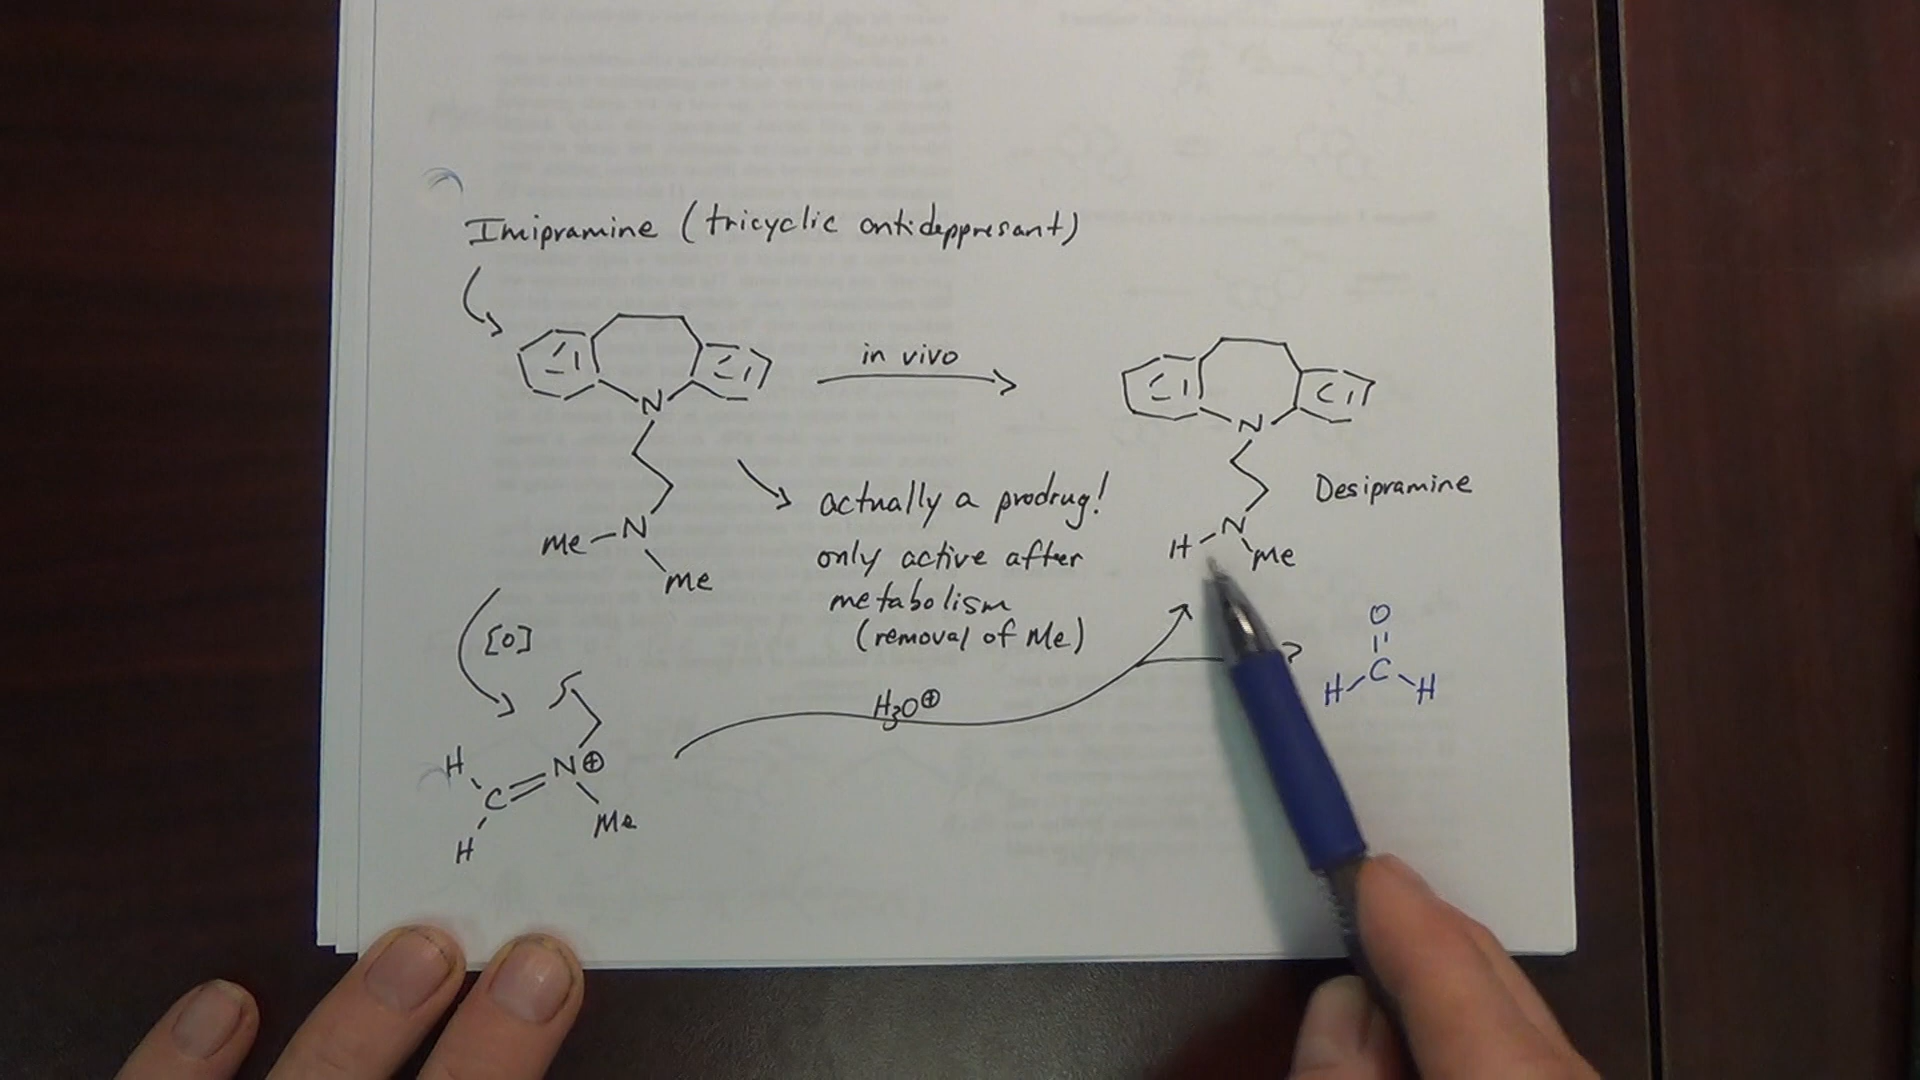 Imipramine (tricyclic antideppresant)
in vivo
N
N
Me
N
Me
actually a prodrug!
only active after
metabolism
(removal of Me)
Desipramine
N
H
Me
[O]
H₃O⊕
O
C
H
H
H
N⊕
C
Me
H